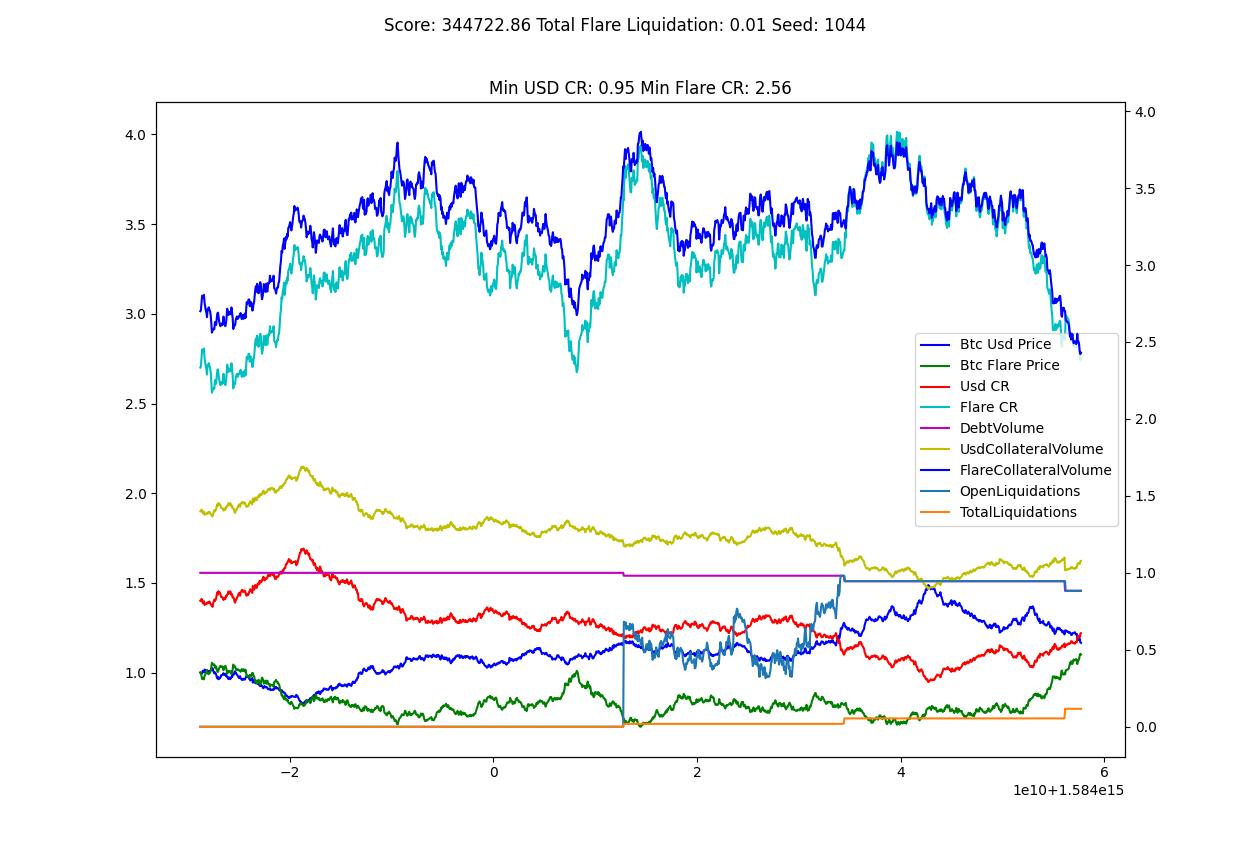 Score: 344722.86 Total Flare Liquidation: 0.01 Seed: 1044
Min USD CR: 0.95 Min Flare CR: 2.56
4.0
3.5
3.0
2.5
2.0
1.5
1.0
4.0
3.5
3.0
2.5
2.0
1.5
1.0
0.5
0.0
Btc Usd Price
Btc Flare Price
Usd CR
Flare CR
DebtVolume
UsdCollateralVolume
FlareCollateralVolume
OpenLiquidations
TotalLiquidations
−2 0 2 4 6
1e10+1.584e15